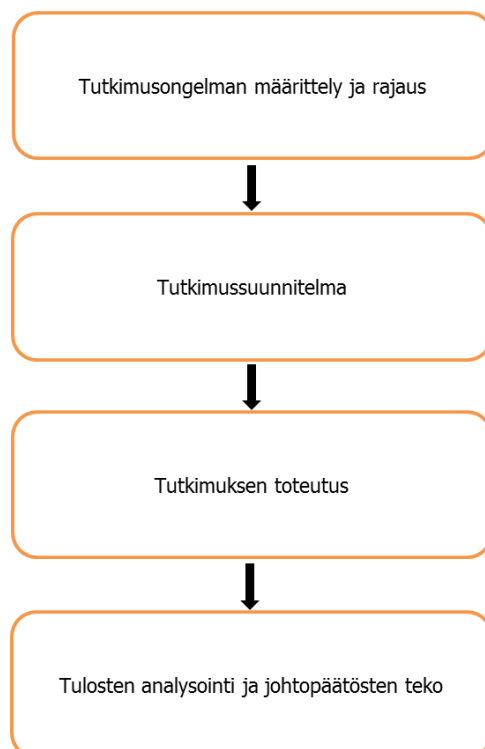 Tutkimusongelman määrittely ja rajaus
Tutkimussuunnitelma
Tutkimuksen toteutus
Tulosten analysointi ja johtopäätösten teko